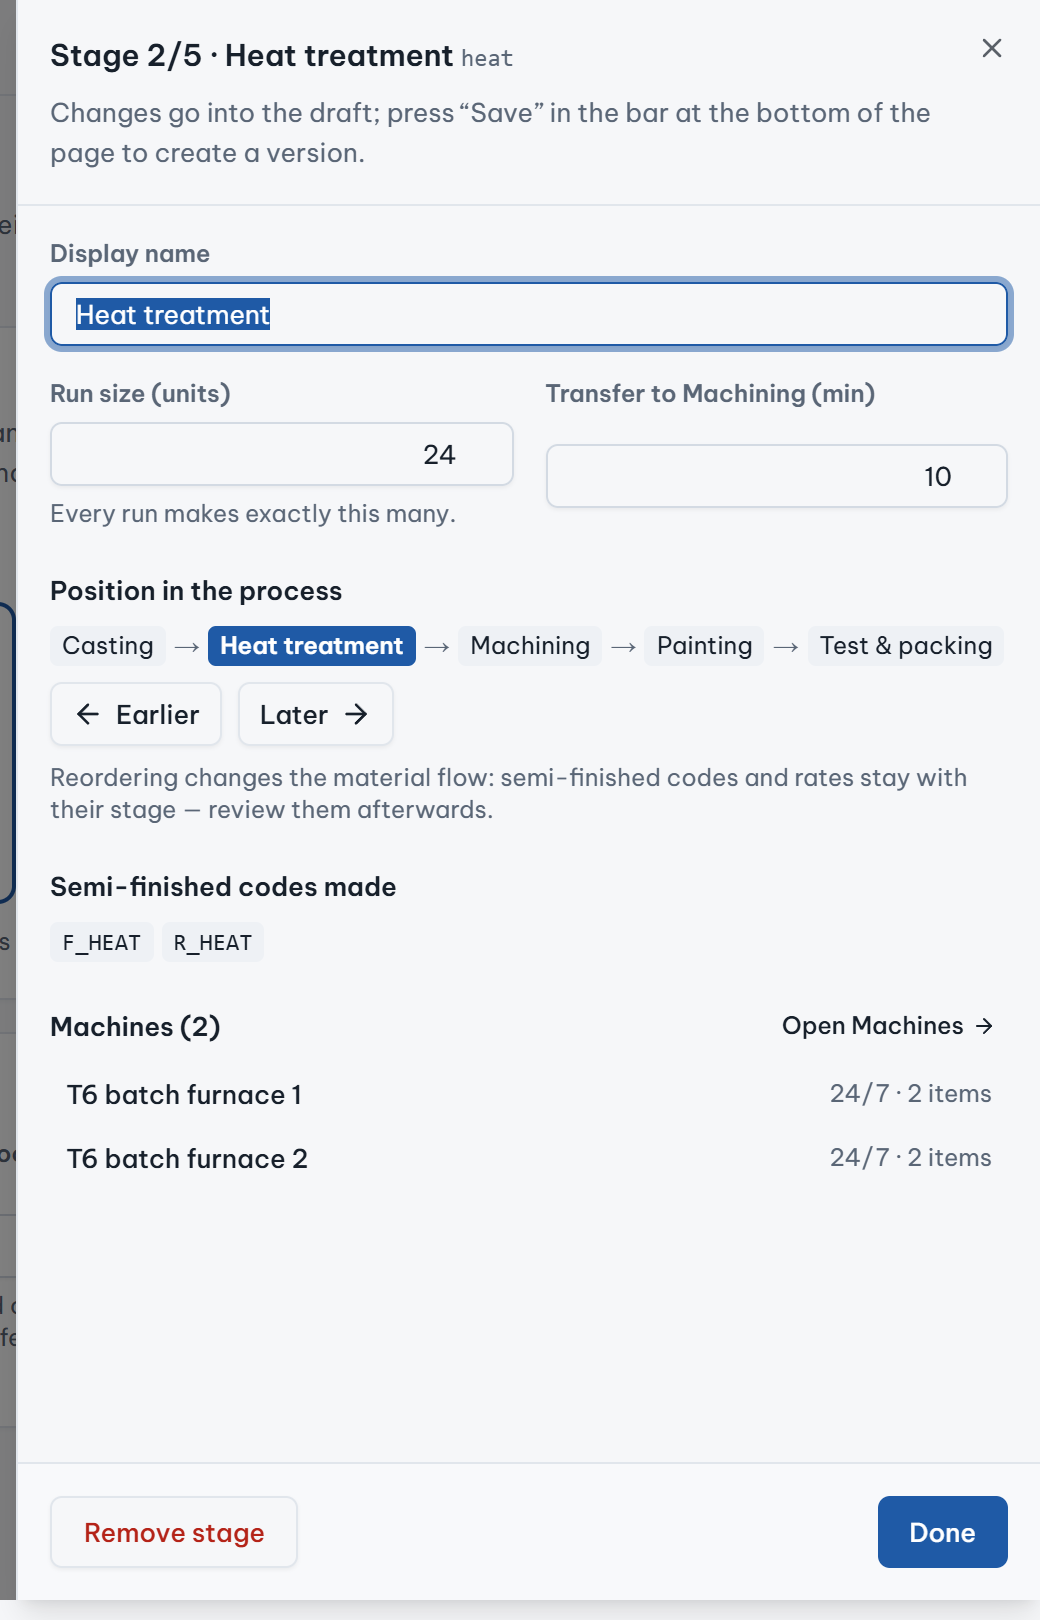 Stage 2/5 · Heat treatment heat
Changes go into the draft; press “Save” in the bar at the bottom of the
page to create a version.
Display name
Heat treatment
Run size (units)
Transfer to Machining (min)
24
10
Every run makes exactly this many.
Position in the process
Casting → Heat treatment → Machining → Painting → Test & packing
← Earlier
Later →
Reordering changes the material flow: semi-finished codes and rates stay with
their stage — review them afterwards.
Semi-finished codes made
F_HEAT R_HEAT
Machines (2)
Open Machines →
T6 batch furnace 1
24/7 · 2 items
T6 batch furnace 2
24/7 · 2 items
Remove stage
Done